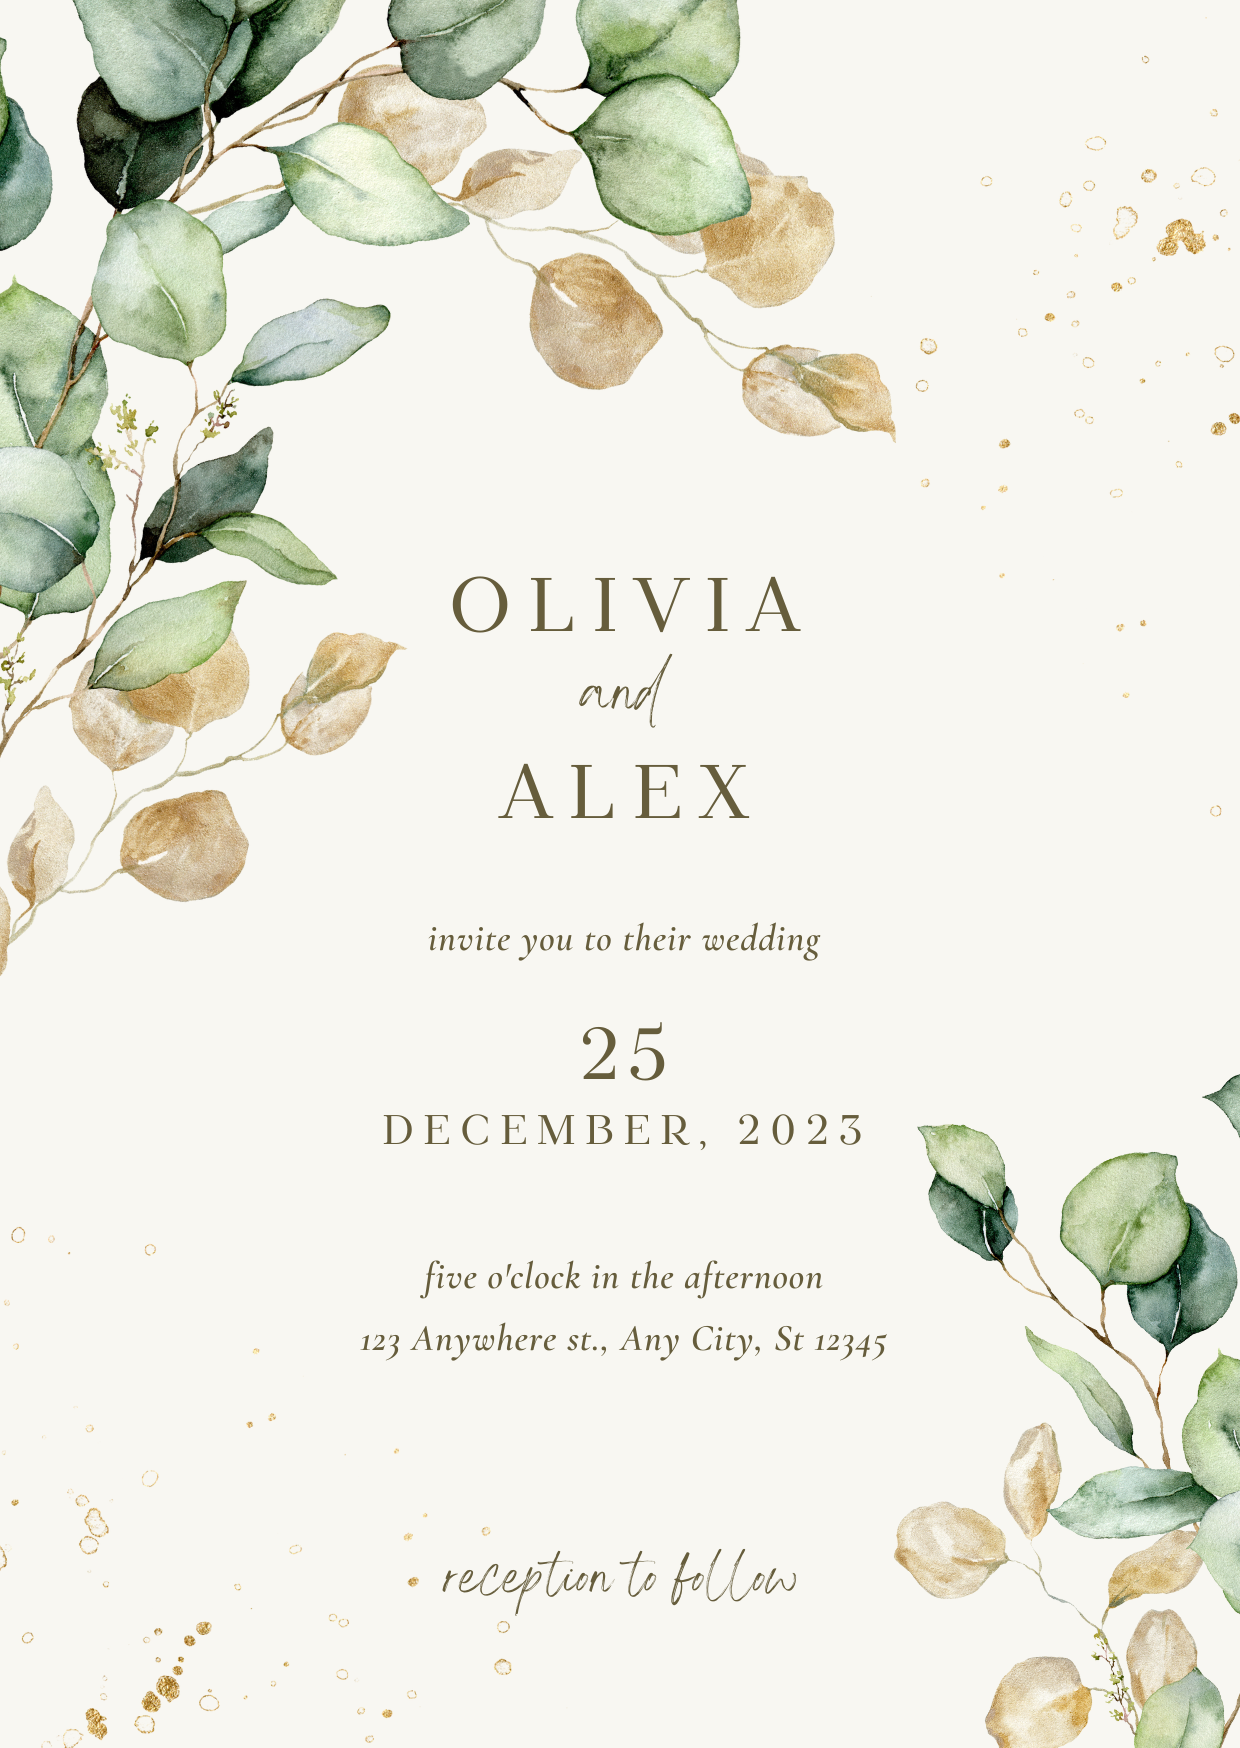 OLIVIA
and
ALEX
invite you to their wedding
25
DECEMBER, 2023
five o'clock in the afternoon
123 Anywhere st., Any City, St 12345
reception to follow